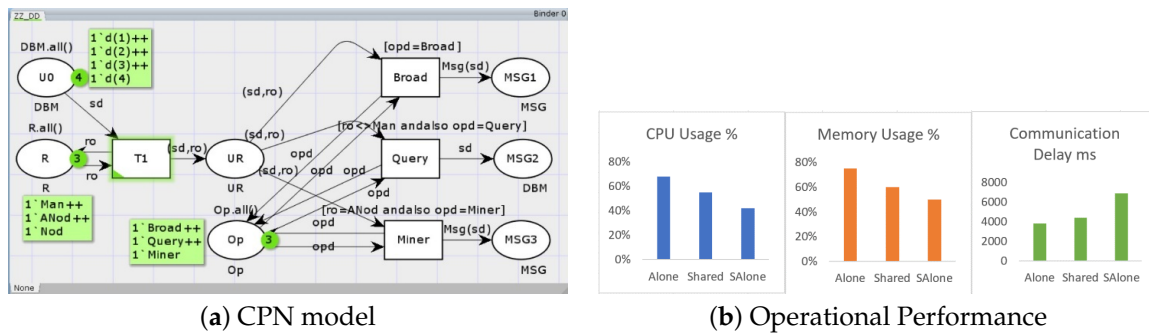 ZZ_DD
Binder 0
DBM.all()
1`d(1)++
1`d(2)++
1`d(3)++
1`d(4)
U0
4
DBM
sd
R.all()
R
3
ro
ro
R
T1
(sd,ro)
UR
UR
1`Man++
1`ANod++
1`Nod
(sd,ro)
(sd,ro)
(sd,ro)
[opd=Broad]
Broad
Msg(sd)
MSG1
MSG
[ro<>Man andalso opd=Query]
Query
sd
MSG2
DBM
opd
opd
opd
opd
[ro=ANod andalso opd=Miner]
Miner
Msg(sd)
MSG3
MSG
Op.all()
Op
3
Op
opd
opd
1`Broad++
1`Query++
1`Miner
None
(a) CPN model
CPU Usage %
80%
60%
40%
20%
0%
Alone Shared SAlone
Memory Usage %
80%
60%
40%
20%
0%
Alone Shared SAlone
Communication
Delay ms
8000
6000
4000
2000
0
Alone Shared SAlone
(b) Operational Performance